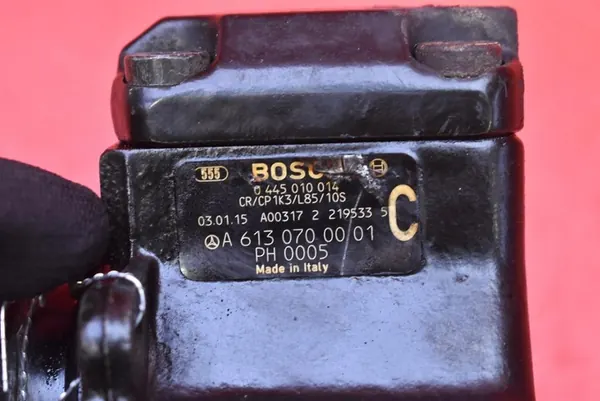 555 BOSC
0 445 010 014
CR/CP1K3/L85/10S
03.01.15 A00317 2 219533 5
C
A 613 070 00 01
PH 0005
Made in Italy